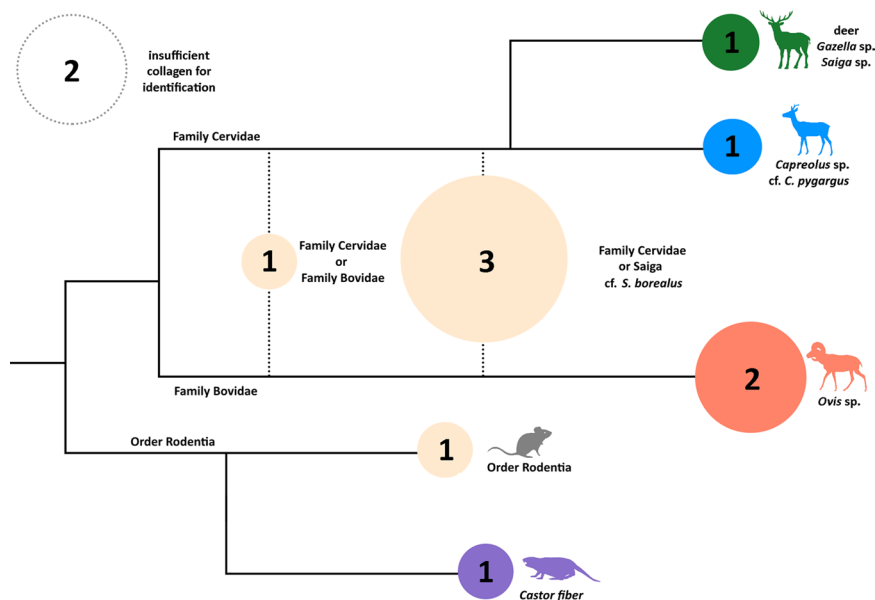 2
insufficient
collagen for
identification
1
deer
Gazella sp.
Saiga sp.
Family Cervidae
1
Capreolus sp.
cf. C. pygargus
1
Family Cervidae
or
Family Bovidae
3
Family Cervidae
or Saiga
cf. S. borealus
Family Bovidae
2
Ovis sp.
Order Rodentia
1
Order Rodentia
1
Castor fiber